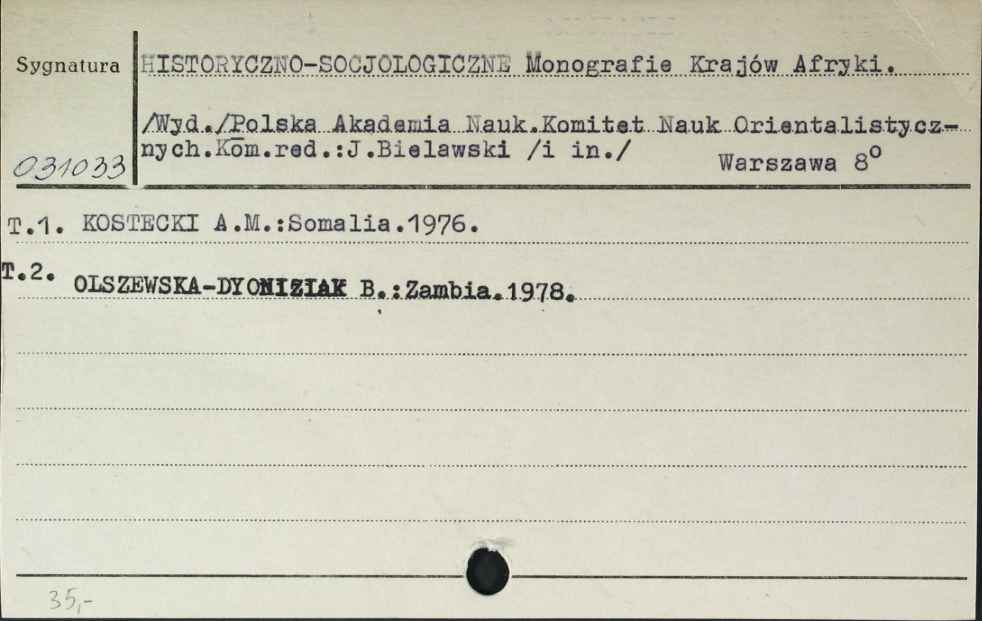 Sygnatura
HISTORYCZNO-SOCJOLOGICZNE Monografie Krajów Afryki.
/Wyd./Polska Akademia Nauk.Komitet Nauk Orientalistycz-
nych.Kom.red.:J.Bielawski /i in./
Warszawa 8°
031033
T.1. KOSTECKI A.M.:Somalia.1976.
T.2. OLSZEWSKA-DYONIZIAK B.:Zambia.1978.
35,-